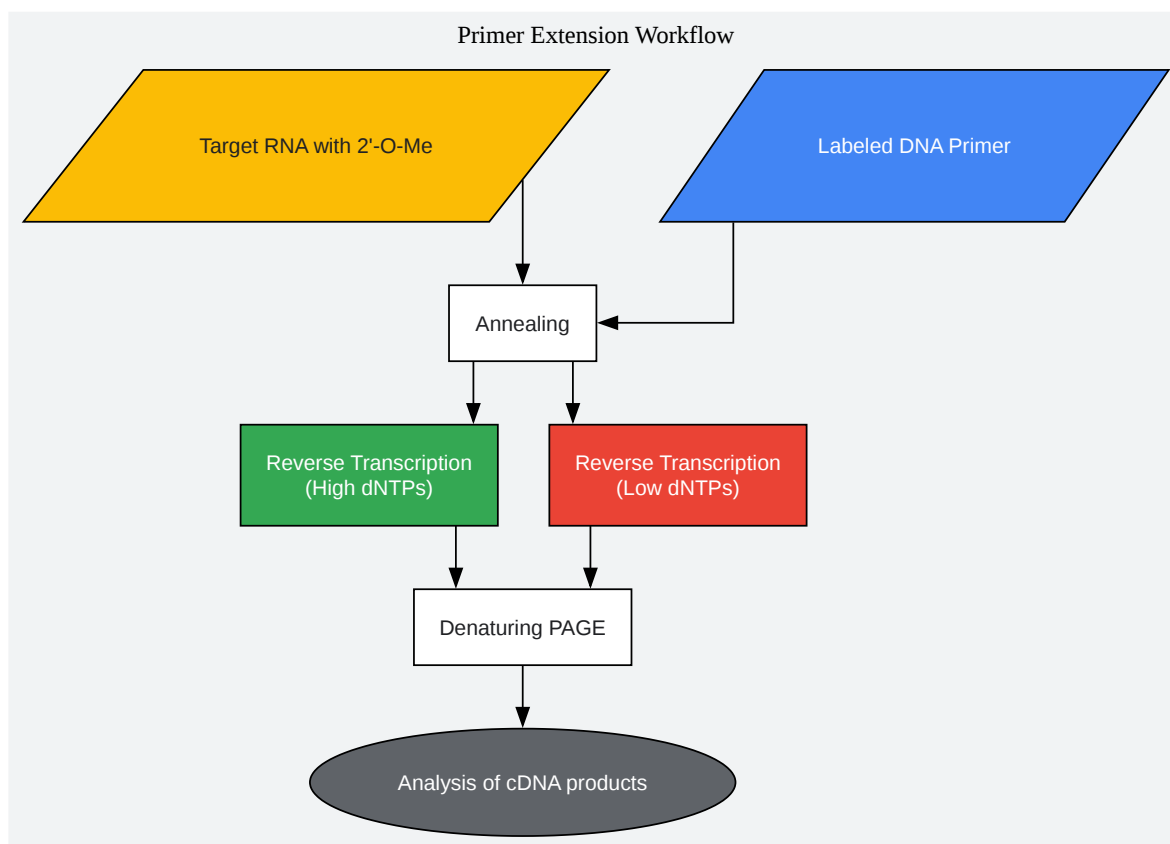 Primer Extension Workflow
Target RNA with 2'-O-Me
Labeled DNA Primer
Annealing
Reverse Transcription
(High dNTPs)
Reverse Transcription
(Low dNTPs)
Denaturing PAGE
Analysis of cDNA products